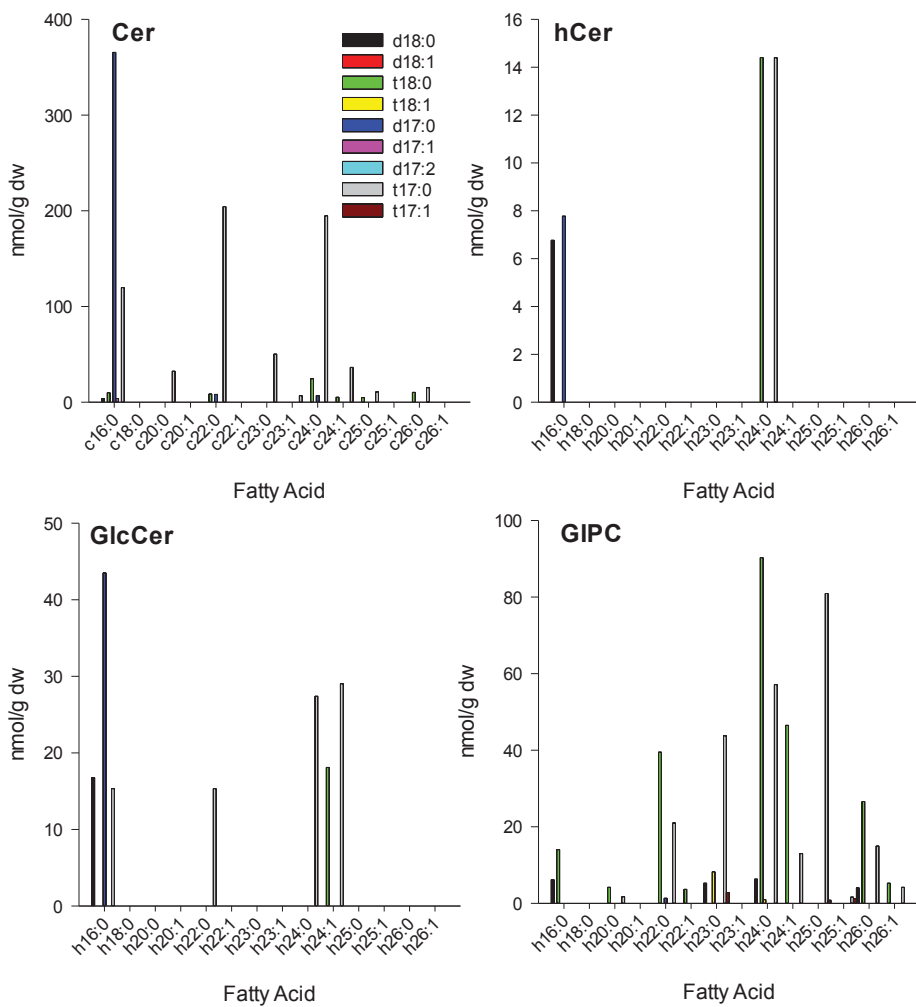 Cer
400
300
200
100
0
nmol/g dw
d18:0
d18:1
t18:0
t18:1
d17:0
d17:1
d17:2
t17:0
t17:1
c16:0
c18:0
c20:0
c20:1
c22:0
c22:1
c23:0
c23:1
c24:0
c24:1
c25:0
c25:1
c26:0
c26:1
Fatty Acid
hCer
16
14
12
10
8
6
4
2
0
nmol/g dw
h16:0
h18:0
h20:0
h20:1
h22:0
h22:1
h23:0
h23:1
h24:0
h24:1
h25:0
h25:1
h26:0
h26:1
Fatty Acid
GlcCer
50
40
30
20
10
0
nmol/g dw
h16:0
h18:0
h20:0
h20:1
h22:0
h22:1
h23:0
h23:1
h24:0
h24:1
h25:0
h25:1
h26:0
h26:1
Fatty Acid
GIPC
100
80
60
40
20
0
nmol/g dw
h16:0
h18:0
h20:0
h20:1
h22:0
h22:1
h23:0
h23:1
h24:0
h24:1
h25:0
h25:1
h26:0
h26:1
Fatty Acid